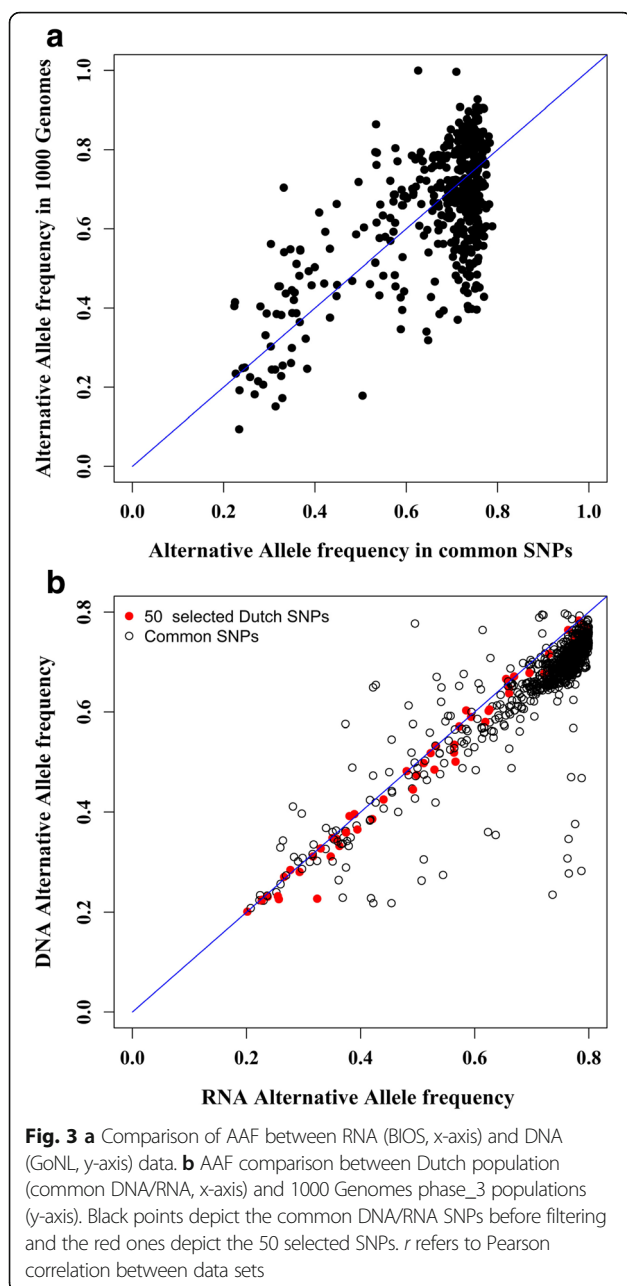 a
Alternative Allele frequency in 1000 Genomes
1.0
0.8
0.6
0.4
0.2
0.0
0.0 0.2 0.4 0.6 0.8 1.0
Alternative Allele frequency in common SNPs
b
50 selected Dutch SNPs
Common SNPs
DNA Alternative Allele frequency
0.8
0.6
0.4
0.2
0.0
0.0 0.2 0.4 0.6 0.8
RNA Alternative Allele frequency
Fig. 3 a Comparison of AAF between RNA (BIOS, x-axis) and DNA
(GoNL, y-axis) data. b AAF comparison between Dutch population
(common DNA/RNA, x-axis) and 1000 Genomes phase_3 populations
(y-axis). Black points depict the common DNA/RNA SNPs before filtering
and the red ones depict the 50 selected SNPs. r refers to Pearson
correlation between data sets